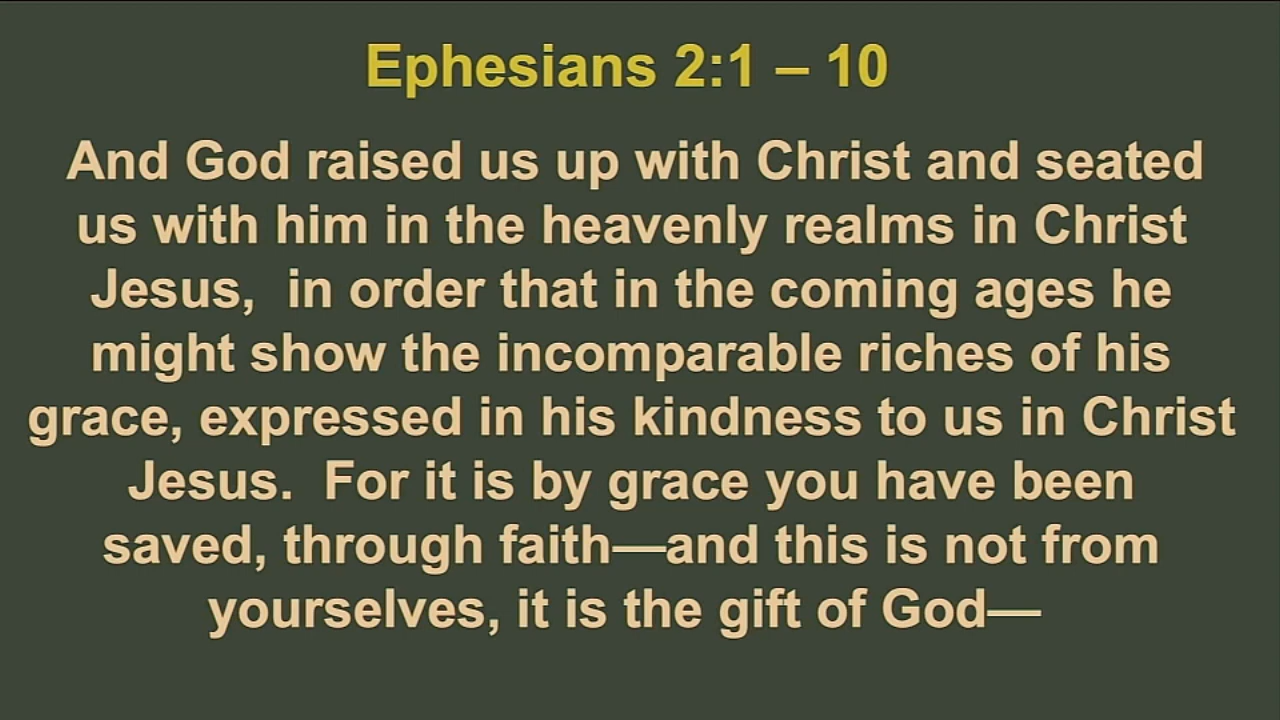 Ephesians 2:1 – 10
And God raised us up with Christ and seated
us with him in the heavenly realms in Christ
Jesus,  in order that in the coming ages he
might show the incomparable riches of his
grace, expressed in his kindness to us in Christ
Jesus.  For it is by grace you have been
saved, through faith—and this is not from
yourselves, it is the gift of God—